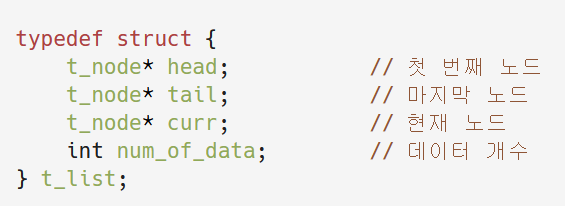 typedef struct {
    t_node* head;          // 첫 번째 노드
    t_node* tail;          // 마지막 노드
    t_node* curr;          // 현재 노드
    int num_of_data;       // 데이터 개수
} t_list;